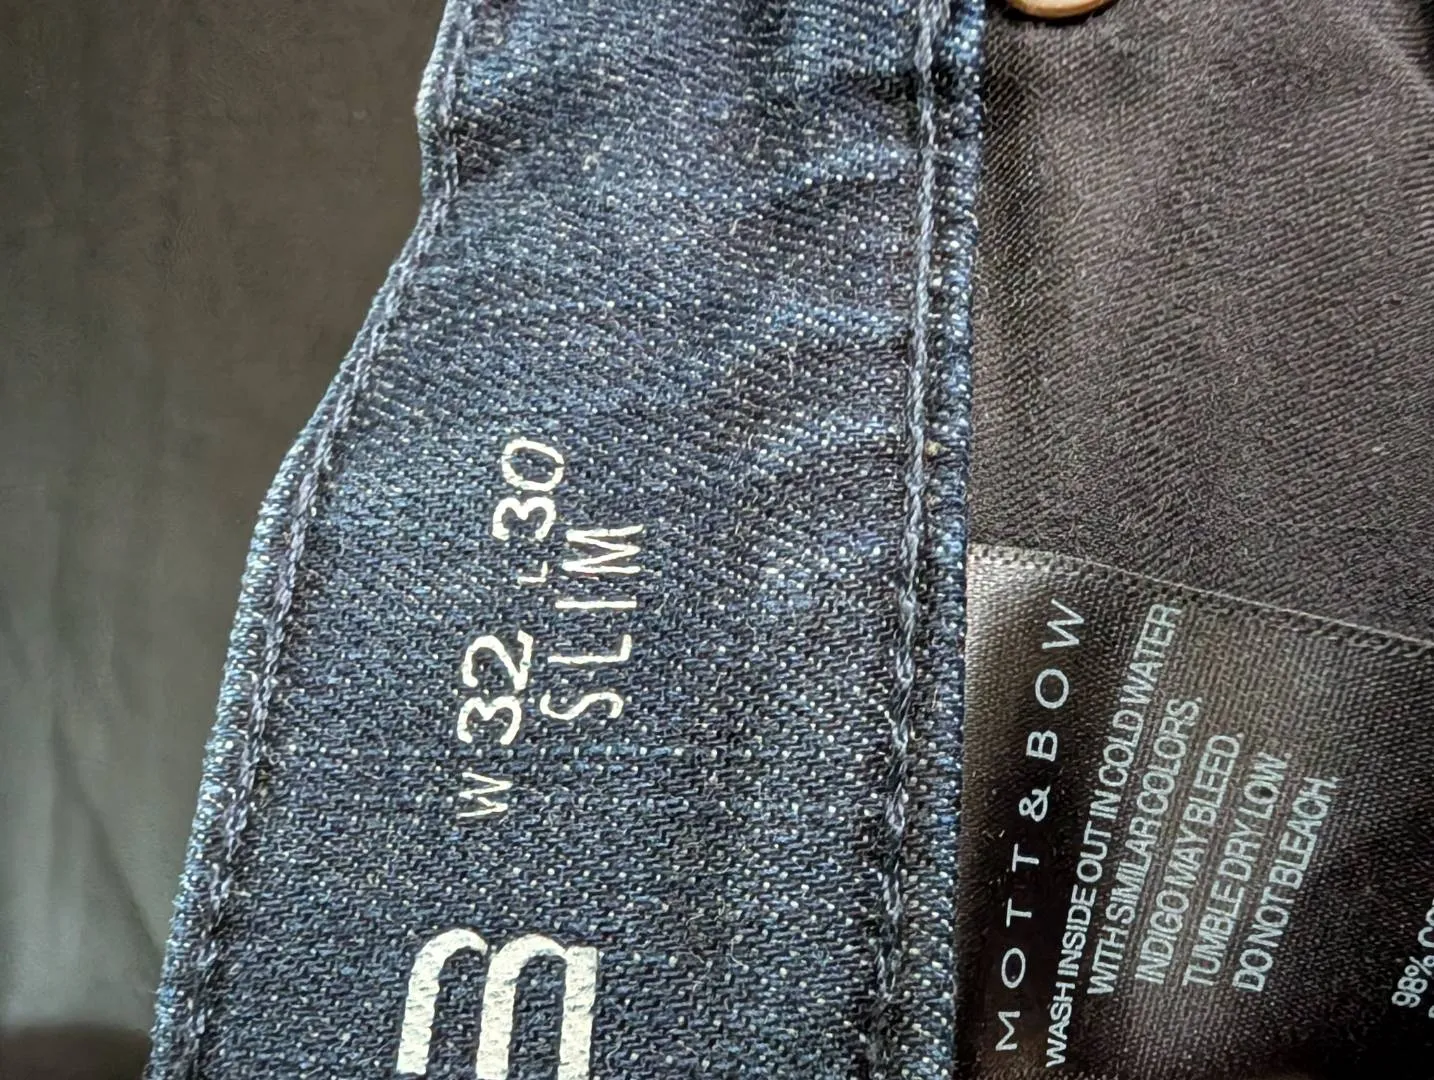 W 32 L 30
SLIM
MOTT & BOW
WASH INSIDE OUT IN COLD WATER
WITH SIMILAR COLORS.
INDIGO MAY BLEED.
TUMBLE DRY LOW
DO NOT BLEACH.
98%